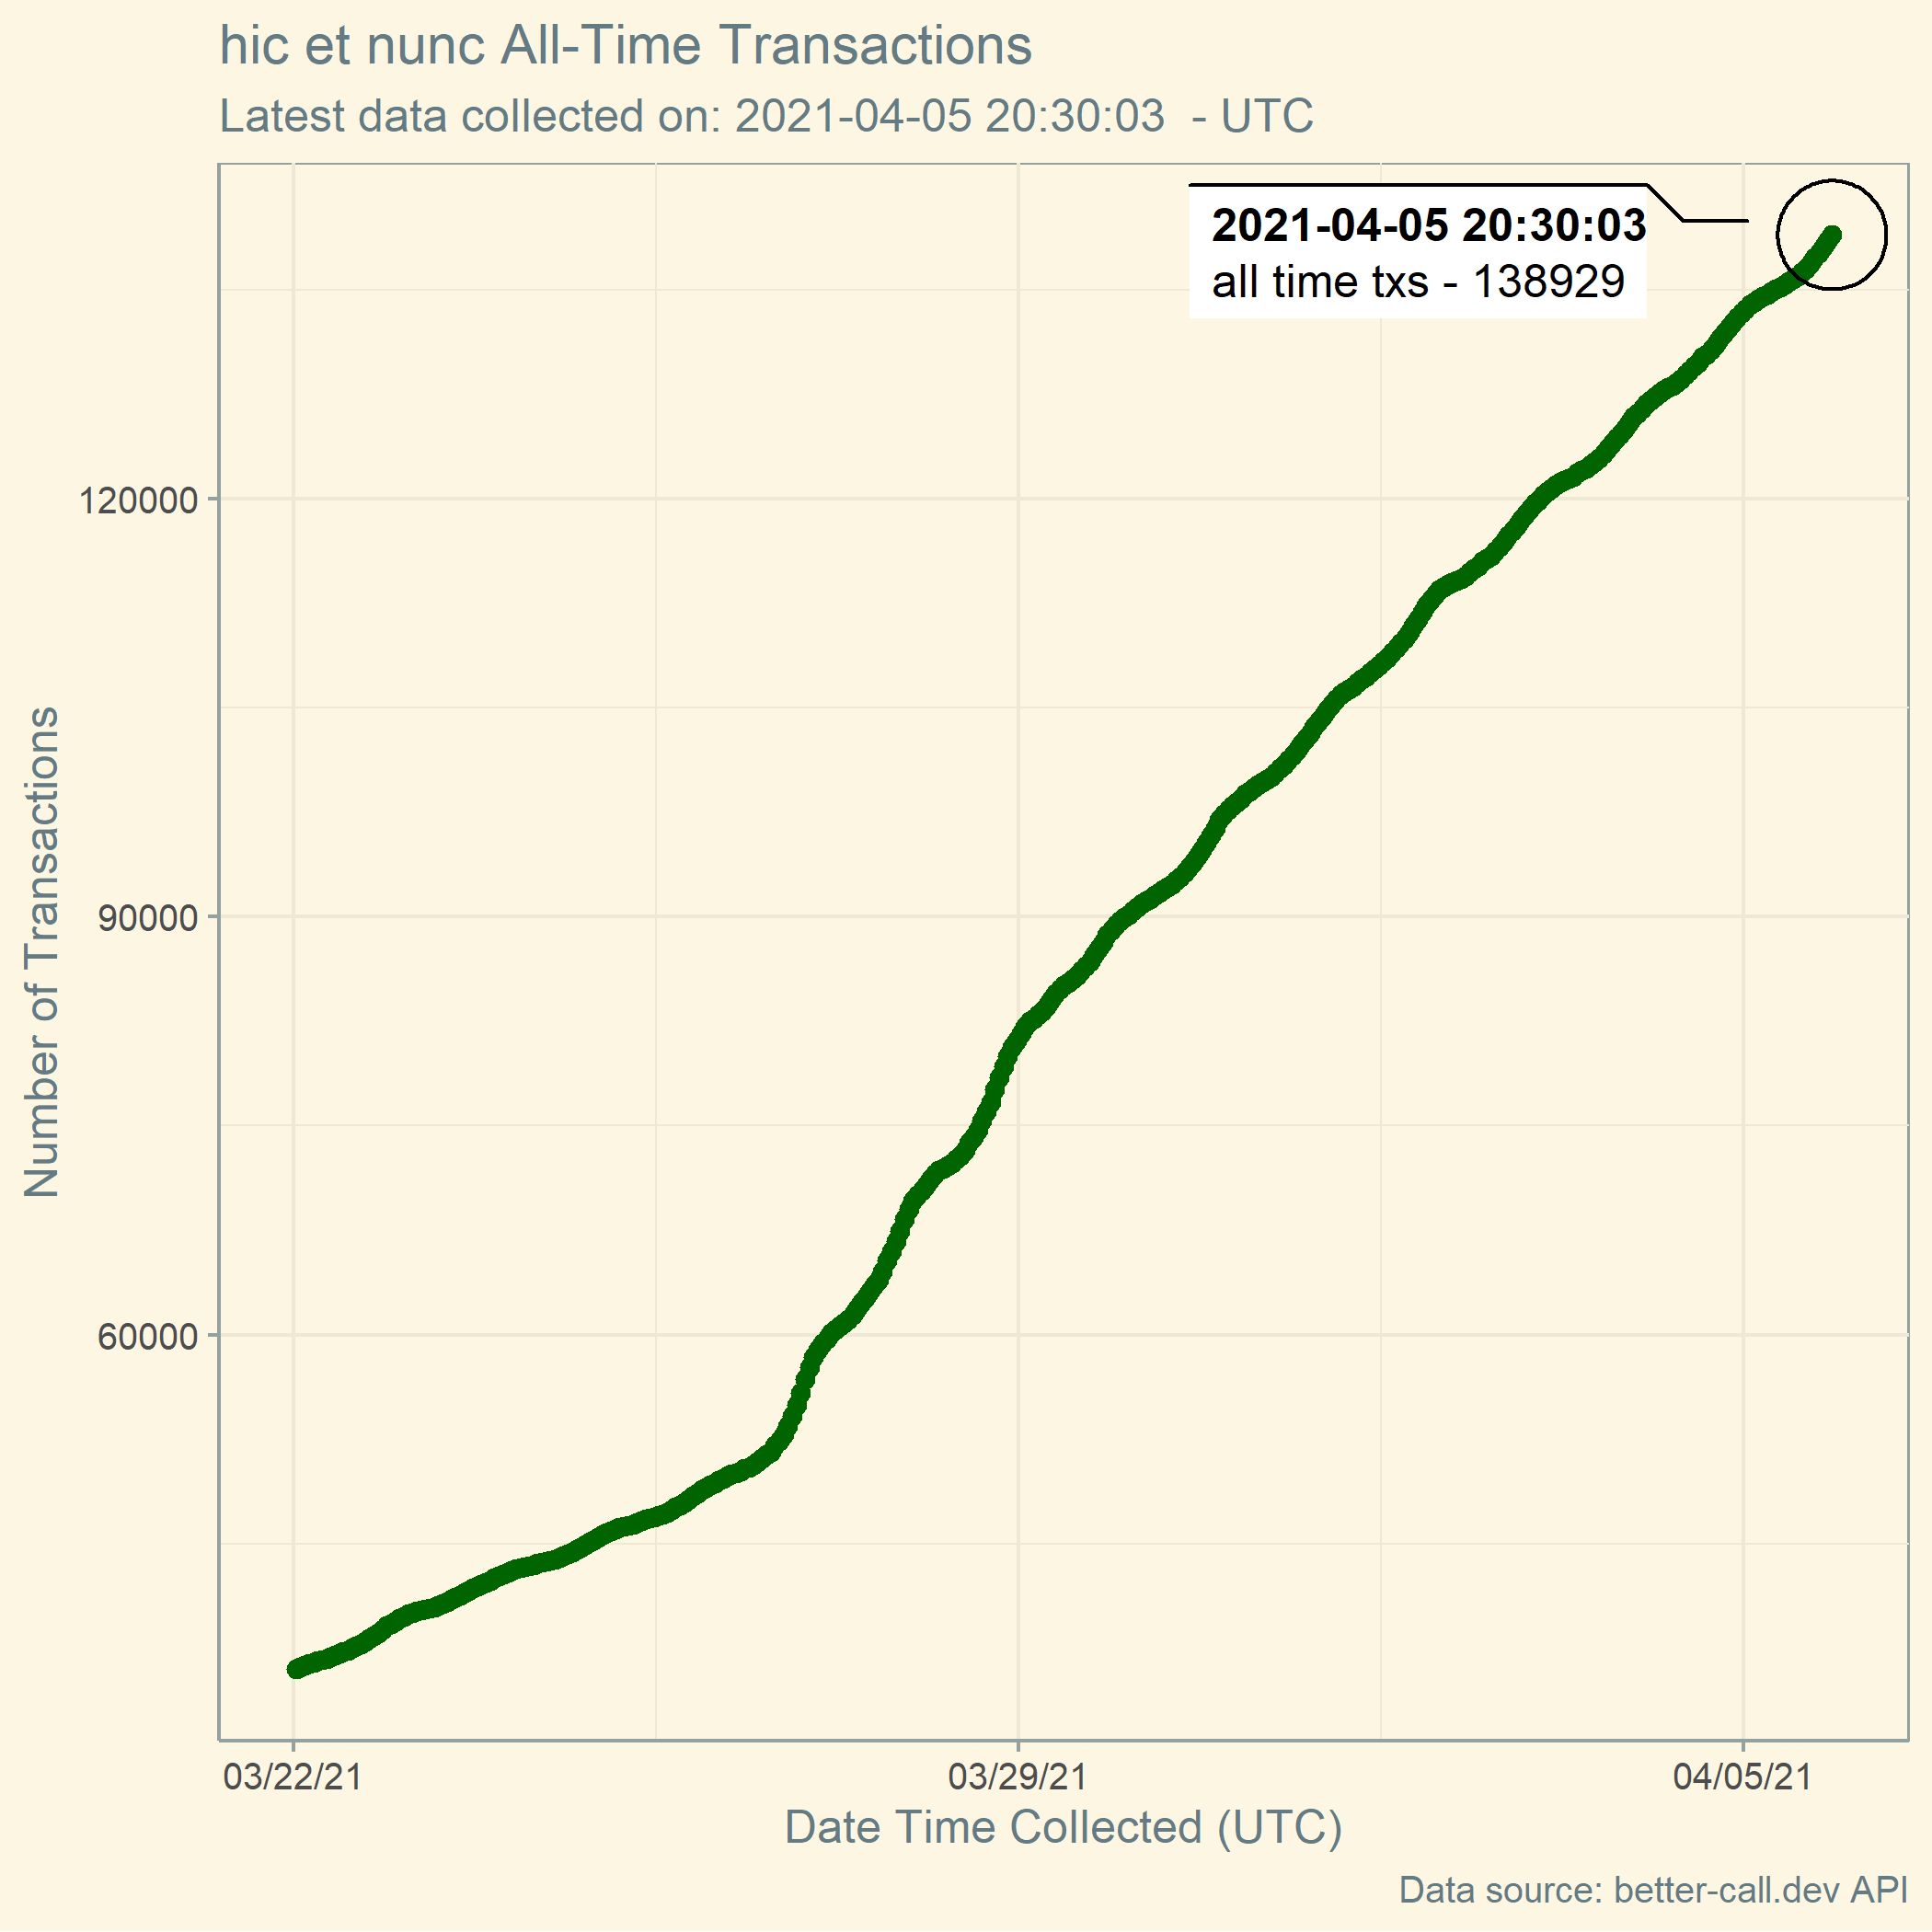 hic et nunc All-Time Transactions
Latest data collected on: 2021-04-05 20:30:03  - UTC
2021-04-05 20:30:03
all time txs - 138929
Number of Transactions
120000
90000
60000
03/22/21
03/29/21
04/05/21
Date Time Collected (UTC)
Data source: better-call.dev API